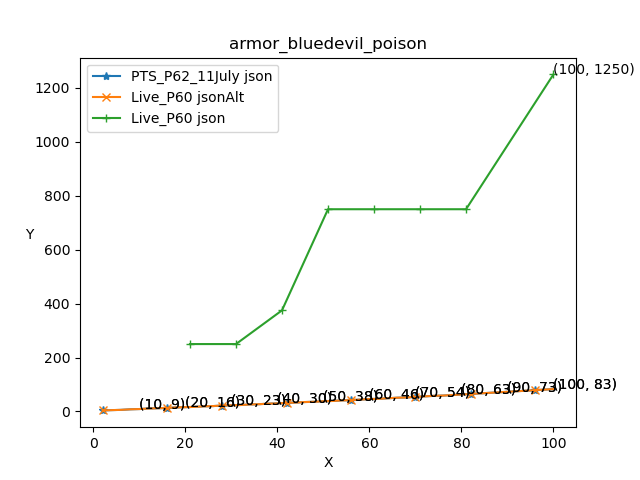 armor_bluedevil_poison
PTS_P62_11July json
Live_P60 jsonAlt
Live_P60 json
(100, 1250)
1200
1000
800
600
400
200
0
Y
(10, 9)
(20, 16)
(30, 23)
(40, 30)
(50, 38)
(60, 46)
(70, 54)
(80, 63)
(90, 73)
(100, 83)
0 20 40 60 80 100
X